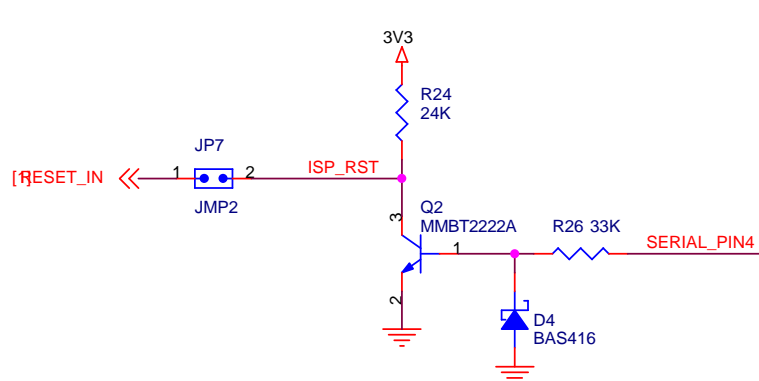 3V3
R24
24K
JP7
1
2
ISP_RST
[1]RESET_IN
JMP2
3
Q2
MMBT2222A
1
R26 33K
SERIAL_PIN4
2
D4
BAS416